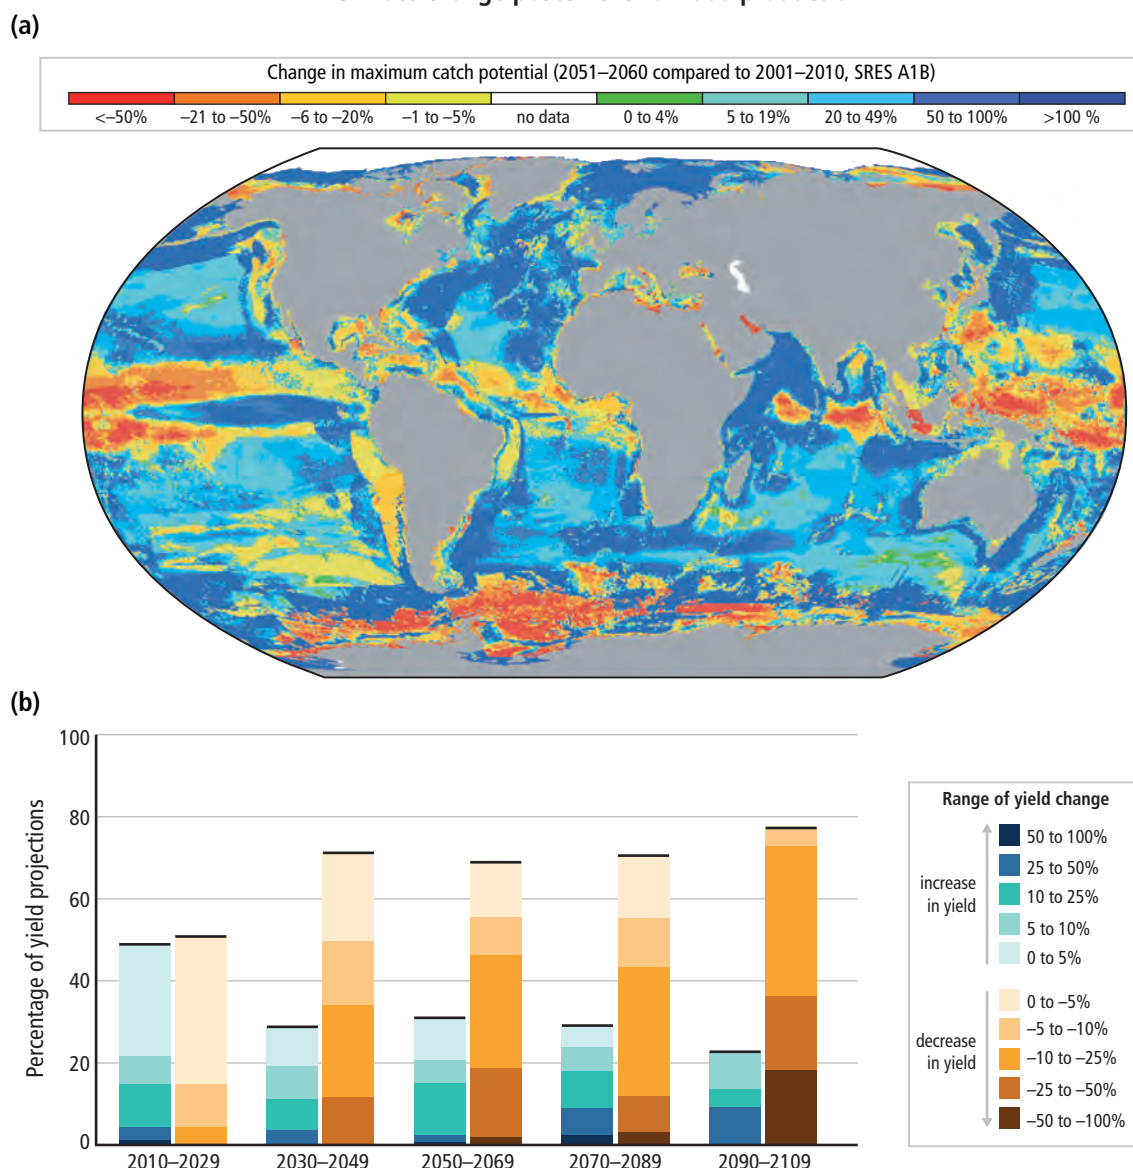 (a)
Change in maximum catch potential (2051–2060 compared to 2001–2010, SRES A1B)
<–50% –21 to –50% –6 to –20% –1 to –5% no data 0 to 4% 5 to 19% 20 to 49% 50 to 100% >100 %
(b)
Percentage of yield projections
100
80
60
40
20
0
2010–2029 2030–2049 2050–2069 2070–2089 2090–2109
Range of yield change
increase in yield
50 to 100%
25 to 50%
10 to 25%
5 to 10%
0 to 5%
decrease in yield
0 to –5%
–5 to –10%
–10 to –25%
–25 to –50%
–50 to –100%